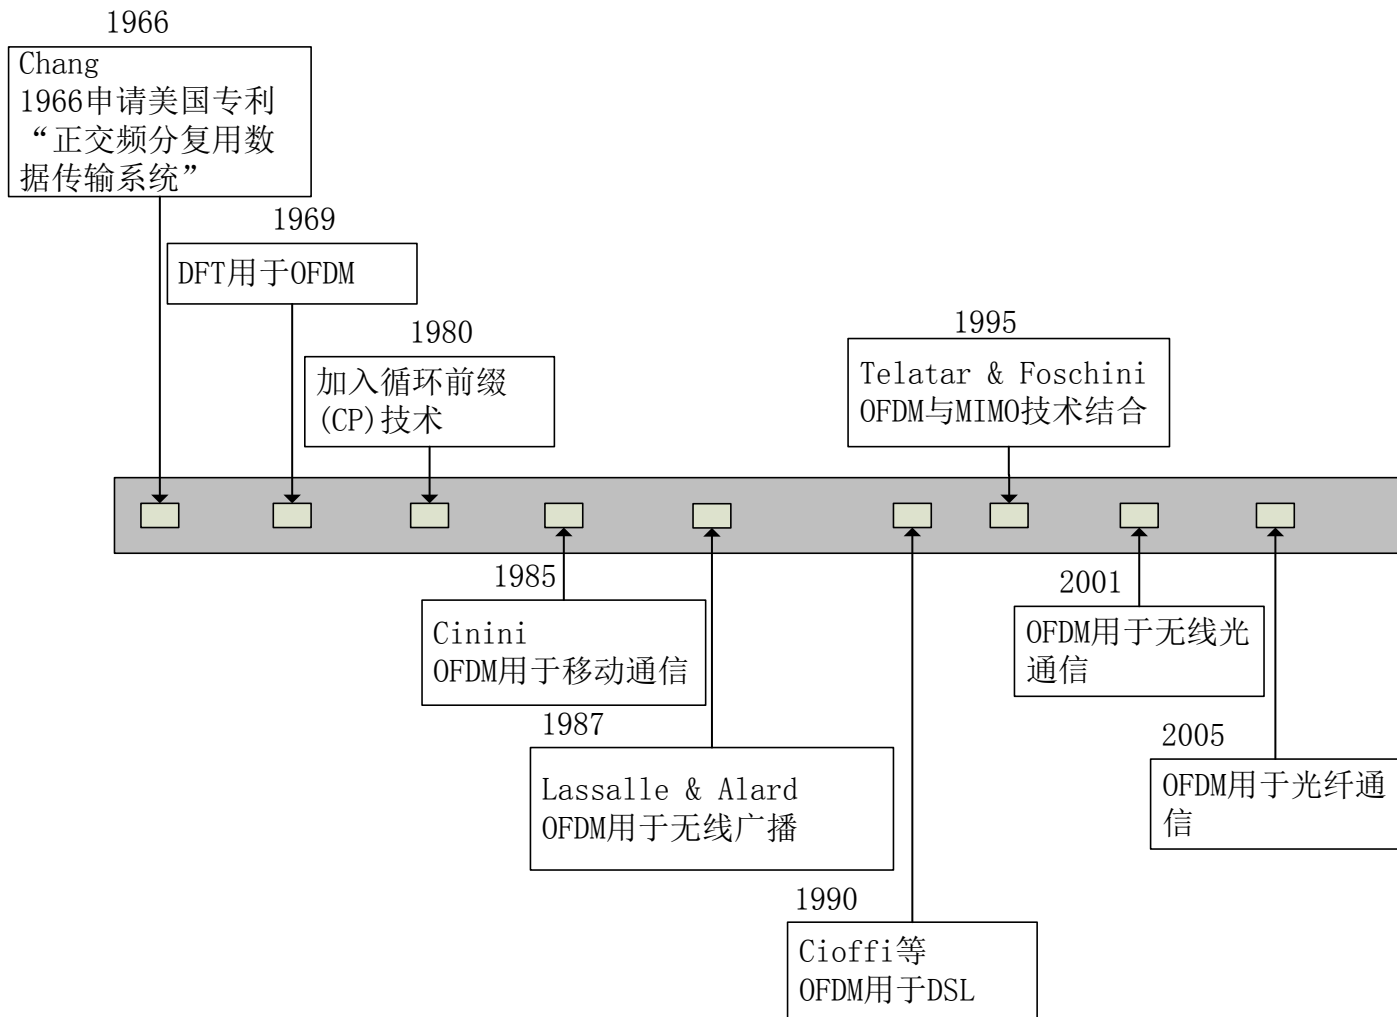 1966
Chang
1966申请美国专利
“正交频分复用数
据传输系统”
1969
DFT用于OFDM
1980
加入循环前缀
(CP)技术
1995
Telatar & Foschini
OFDM与MIMO技术结合
1985
Cinini
OFDM用于移动通信
1987
Lassalle & Alard
OFDM用于无线广播
1990
Cioffi等
OFDM用于DSL
2001
OFDM用于无线光
通信
2005
OFDM用于光纤通
信